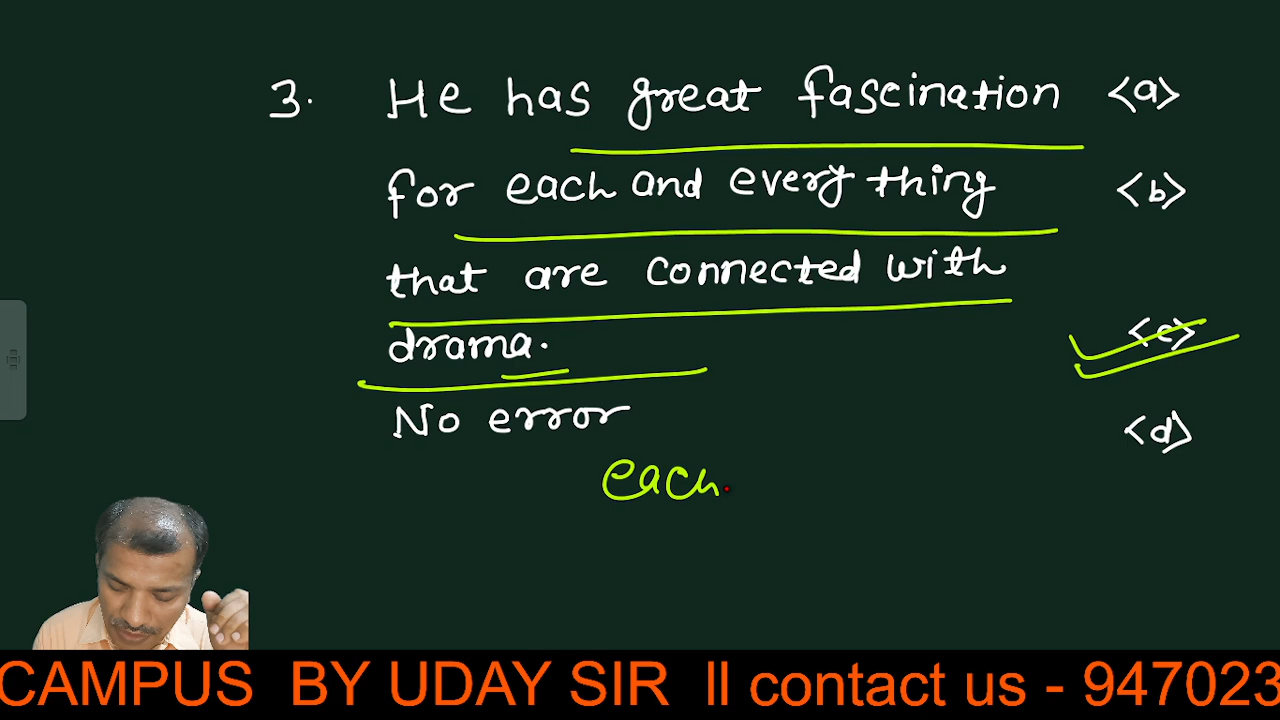 3. He has great fascination <a>
for each and every thing <b>
that are connected with
drama. <c>
No error <d>
each.
CAMPUS BY UDAY SIR ll contact us - 947023